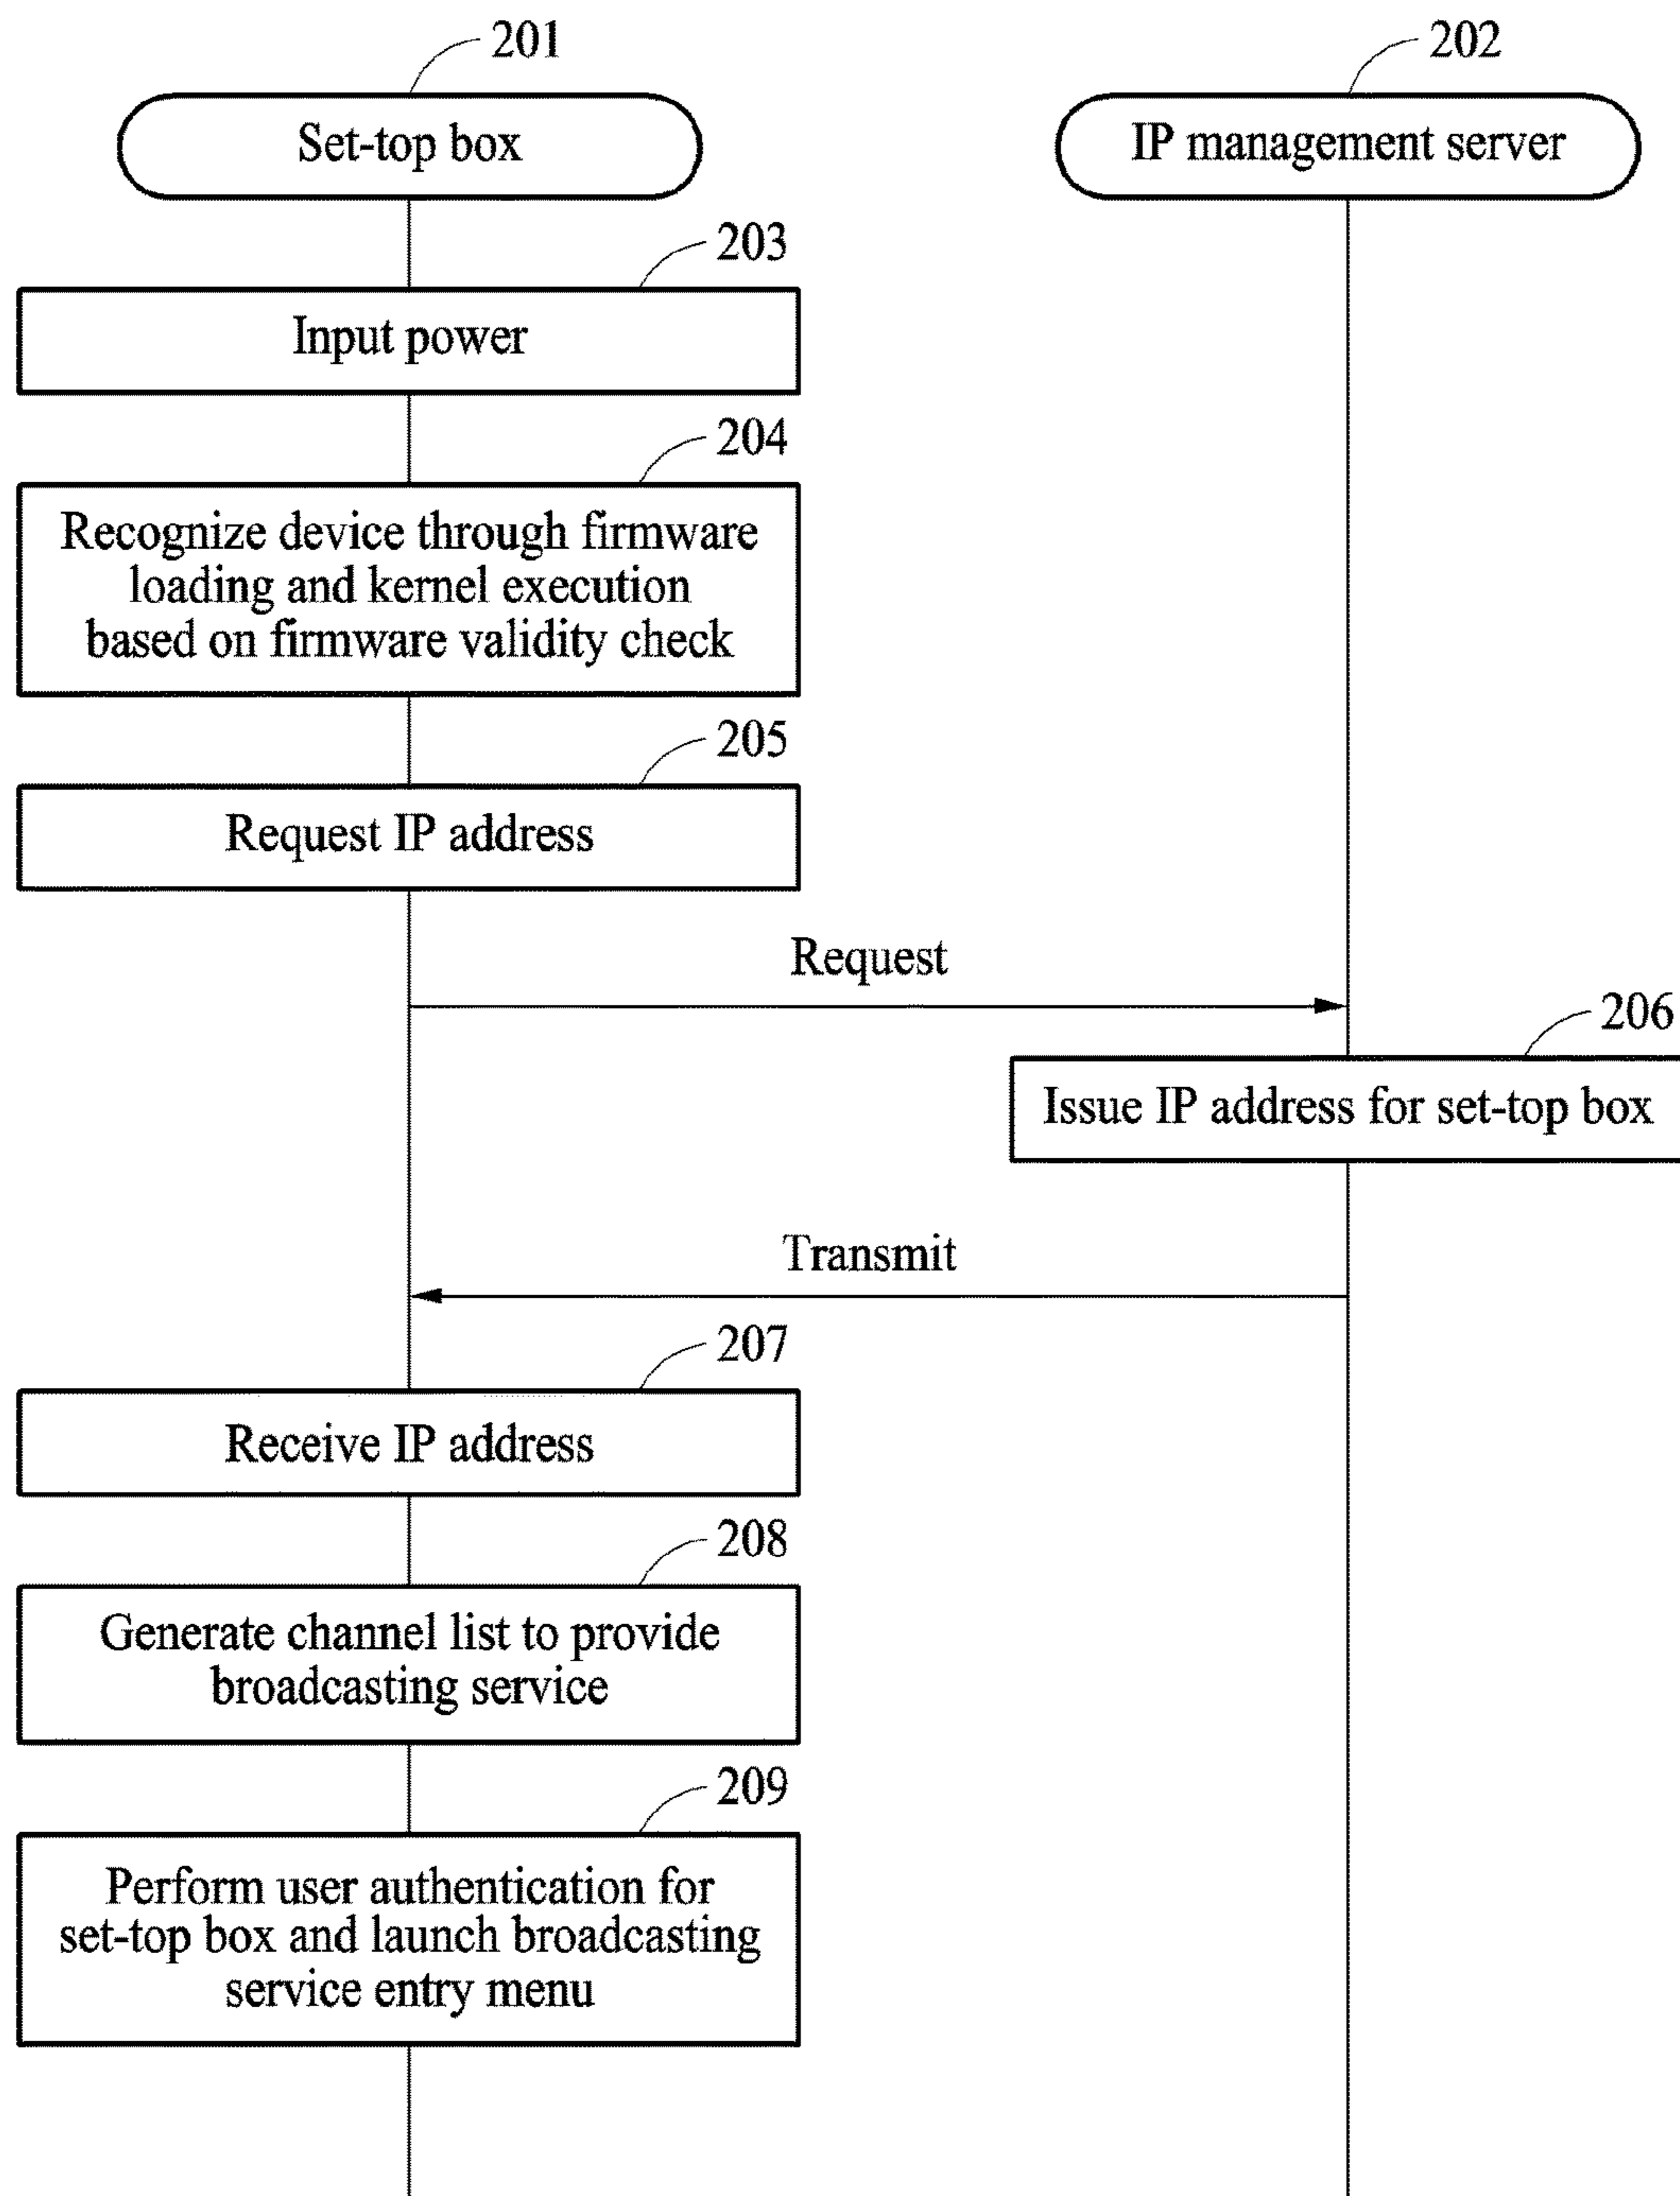 201
202
Set-top box
IP management server
203
Input power
204
Recognize device through firmware
loading and kernel execution
based on firmware validity check
205
Request IP address
Request
206
Issue IP address for set-top box
Transmit
207
Receive IP address
208
Generate channel list to provide
broadcasting service
209
Perform user authentication for
set-top box and launch broadcasting
service entry menu